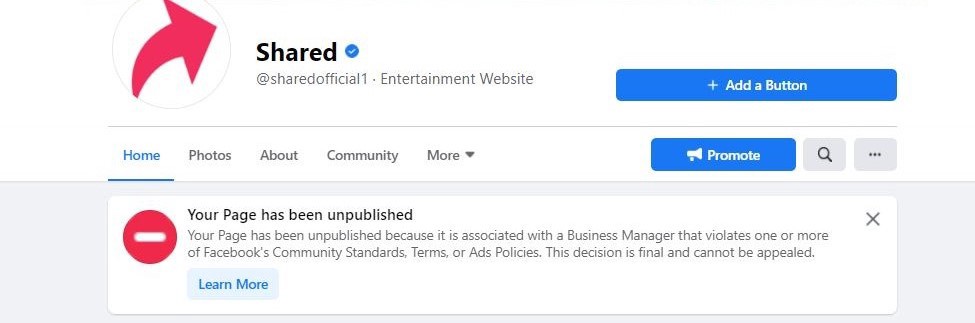 Shared
@sharedofficial1 · Entertainment Website
+ Add a Button
Home Photos About Community More Promote ...
Your Page has been unpublished
Your Page has been unpublished because it is associated with a Business Manager that violates one or more
of Facebook's Community Standards, Terms, or Ads Policies. This decision is final and cannot be appealed.
Learn More